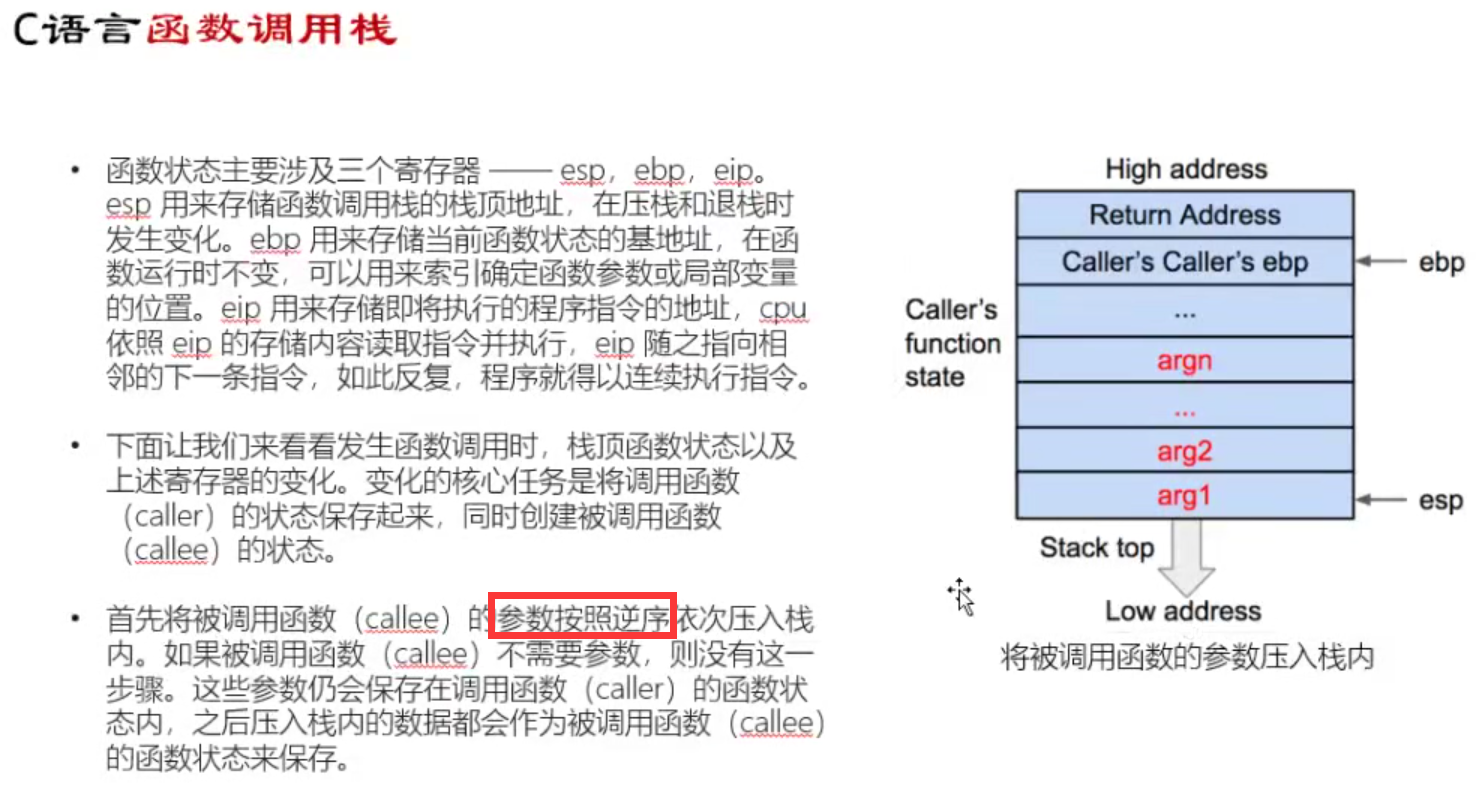 C语言函数调用栈
• 函数状态主要涉及三个寄存器 —— esp，ebp，eip。
esp 用来存储函数调用栈的栈顶地址，在压栈和退栈时
发生变化。ebp 用来存储当前函数状态的基地址，在函
数运行时不变，可以用来索引确定函数参数或局部变量
的位置。eip 用来存储即将执行的程序指令的地址，cpu
依照 eip 的存储内容读取指令并执行，eip 随之指向相
邻的下一条指令，如此反复，程序就得以连续执行指令。
• 下面让我们来看看发生函数调用时，栈顶函数状态以及
上述寄存器的变化。变化的核心任务是将调用函数
（caller）的状态保存起来，同时创建被调用函数
（callee）的状态。
• 首先将被调用函数（callee）的参数按照逆序依次压入栈
内。如果被调用函数（callee）不需要参数，则没有这一
步骤。这些参数仍会保存在调用函数（caller）的函数状
态内，之后压入栈内的数据都会作为被调用函数（callee）
的函数状态来保存。
High address
Return Address
Caller's Caller's ebp
ebp
...
Caller's
function
state
argn
...
arg2
arg1
esp
Stack top
Low address
将被调用函数的参数压入栈内